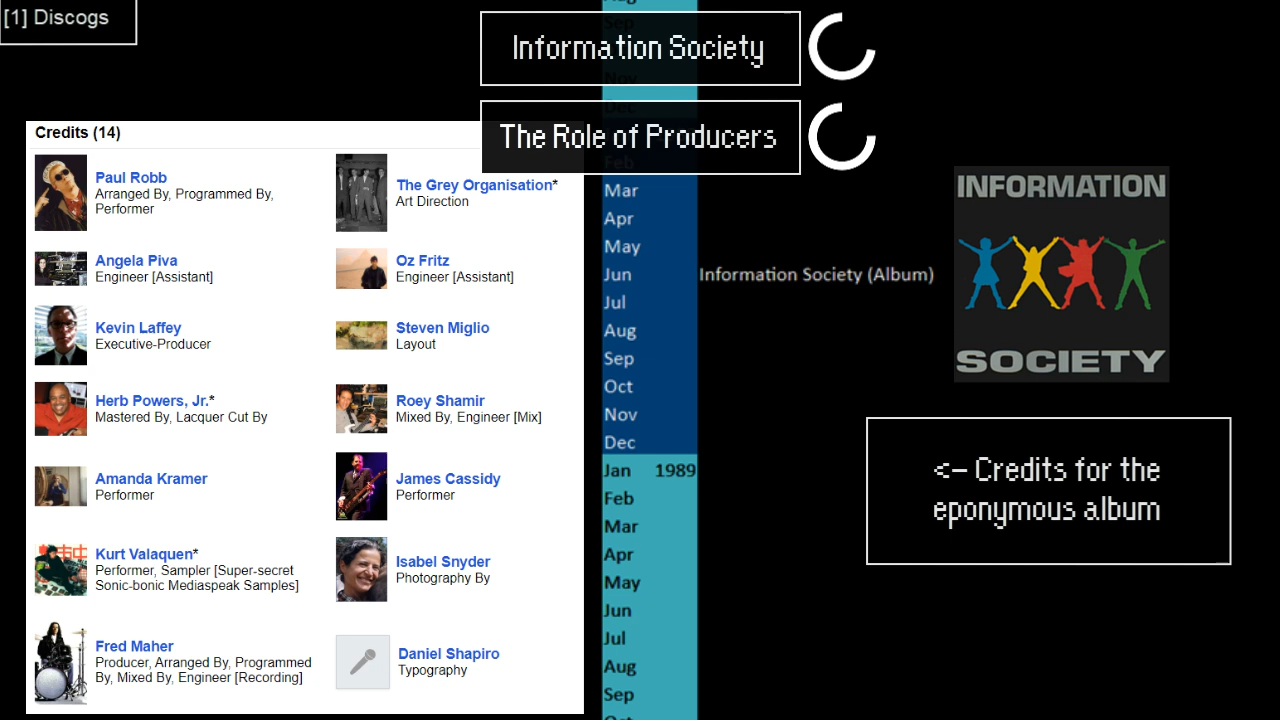 [1] Discogs
Information Society
The Role of Producers
Credits (14)
Paul Robb
Arranged By, Programmed By,
Performer
The Grey Organisation*
Art Direction
Angela Piva
Engineer [Assistant]
Oz Fritz
Engineer [Assistant]
Kevin Laffey
Executive-Producer
Steven Miglio
Layout
Herb Powers, Jr.*
Mastered By, Lacquer Cut By
Roey Shamir
Mixed By, Engineer [Mix]
Amanda Kramer
Performer
James Cassidy
Performer
Kurt Valaquen*
Performer, Sampler [Super-secret
Sonic-bonic Mediaspeak Samples]
Isabel Snyder
Photography By
Fred Maher
Producer, Arranged By, Programmed
By, Mixed By, Engineer [Recording]
Daniel Shapiro
Typography
Sep
Nov
Dec
Feb
Mar
Apr
May
Jun
Jul
Aug
Sep
Oct
Nov
Dec
Jan 1989
Feb
Mar
Apr
May
Jun
Jul
Aug
Sep
Information Society (Album)
INFORMATION
SOCIETY
<– Credits for the
eponymous album